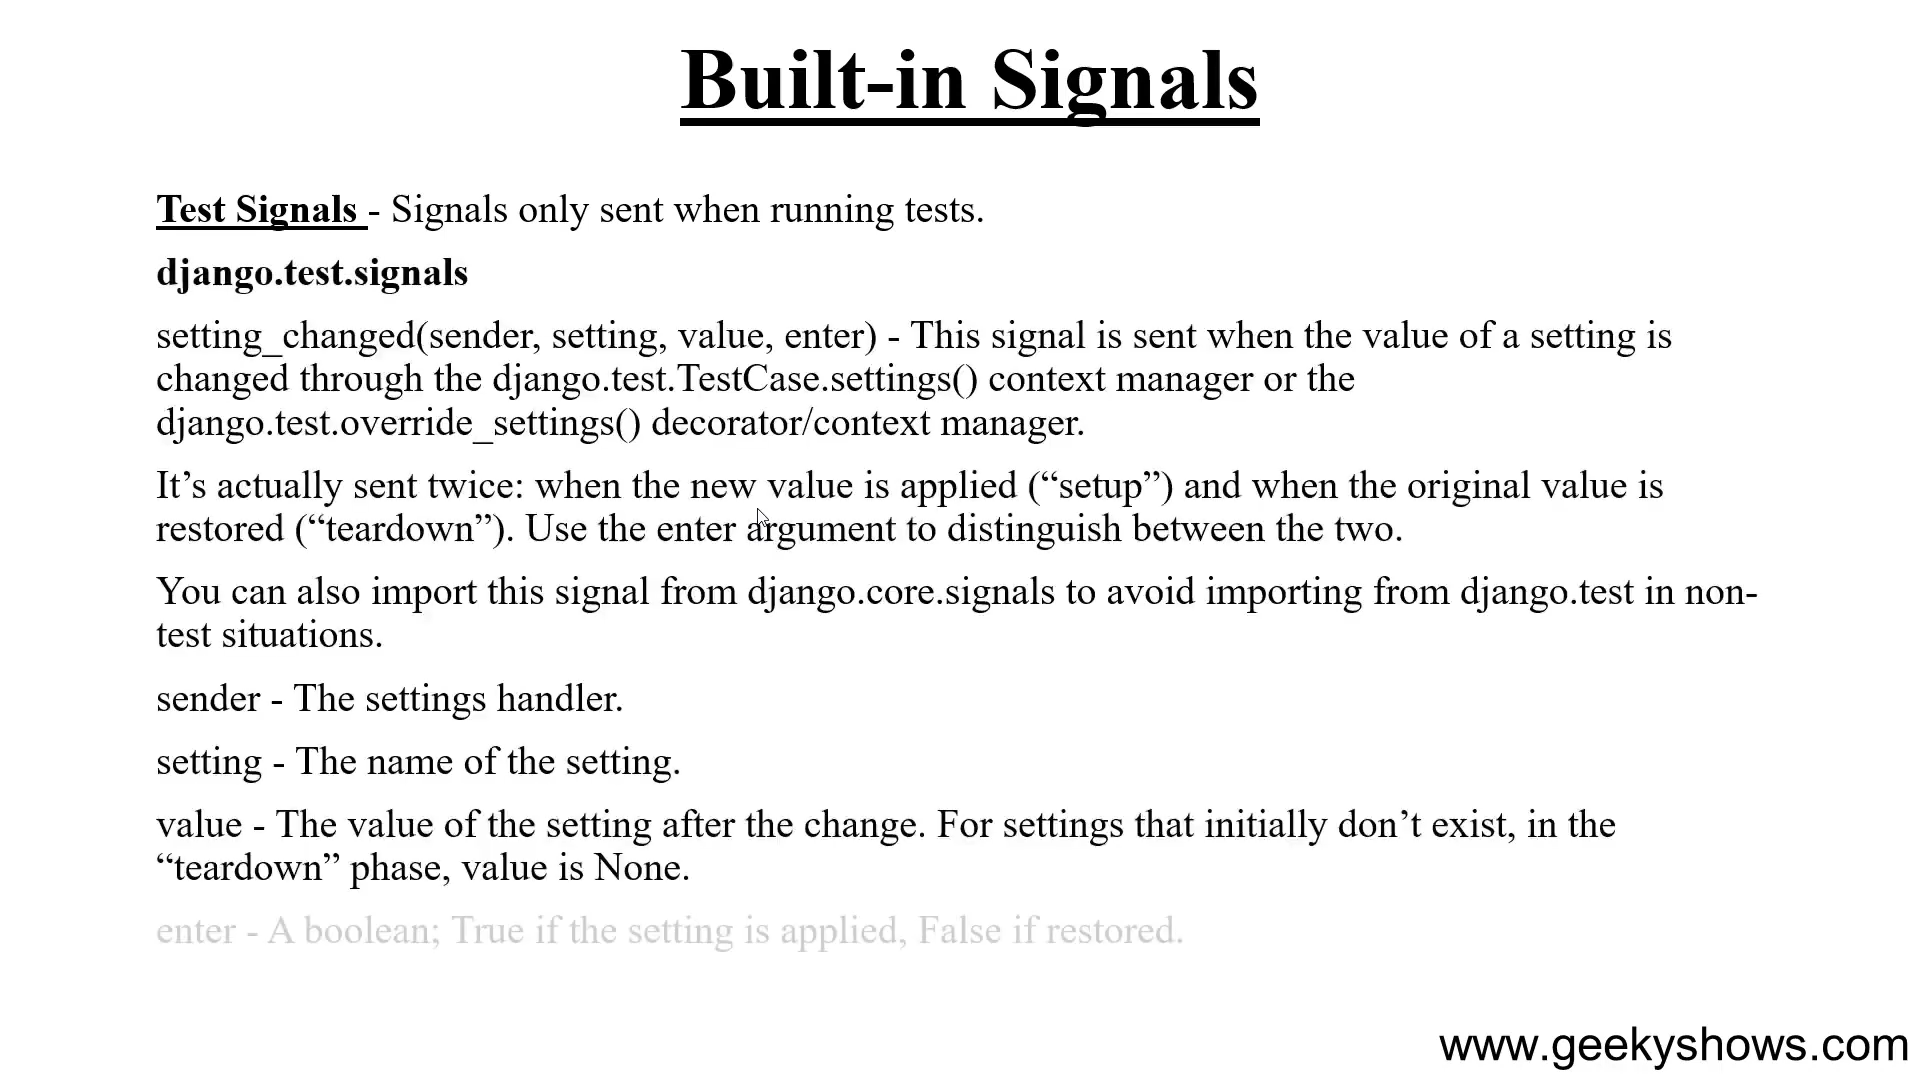 Built-in Signals
Test Signals - Signals only sent when running tests.
django.test.signals
setting_changed(sender, setting, value, enter) - This signal is sent when the value of a setting is
changed through the django.test.TestCase.settings() context manager or the
django.test.override_settings() decorator/context manager.
It’s actually sent twice: when the new value is applied (“setup”) and when the original value is
restored (“teardown”). Use the enter argument to distinguish between the two.
You can also import this signal from django.core.signals to avoid importing from django.test in non-
test situations.
sender - The settings handler.
setting - The name of the setting.
value - The value of the setting after the change. For settings that initially don’t exist, in the
“teardown” phase, value is None.
enter - A boolean; True if the setting is applied, False if restored.
www.geekyshows.com